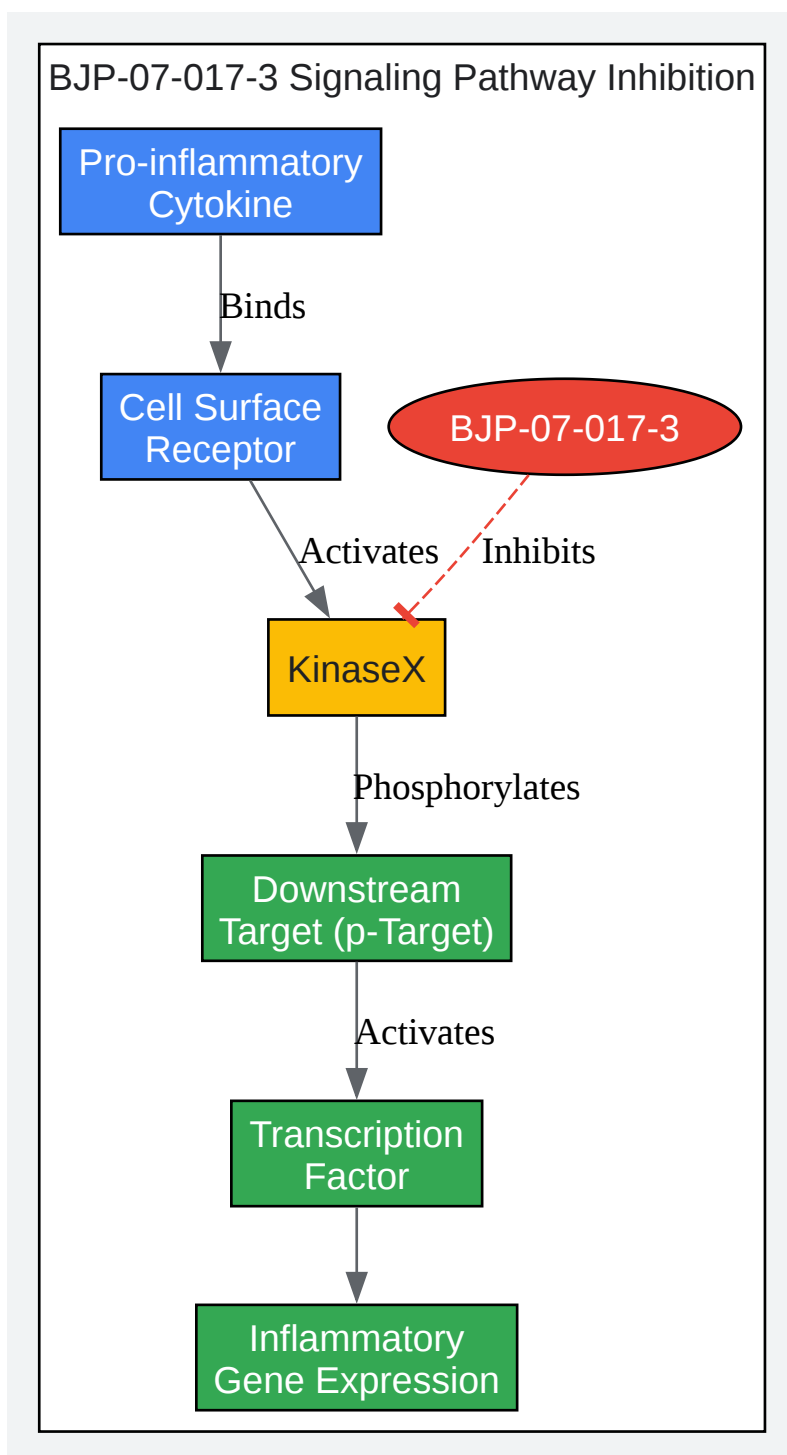 BJP-07-017-3 Signaling Pathway Inhibition
Pro-inflammatory
Cytokine
Binds
Cell Surface
Receptor
BJP-07-017-3
Activates
Inhibits
KinaseX
Phosphorylates
Downstream
Target (p-Target)
Activates
Transcription
Factor
Inflammatory
Gene Expression